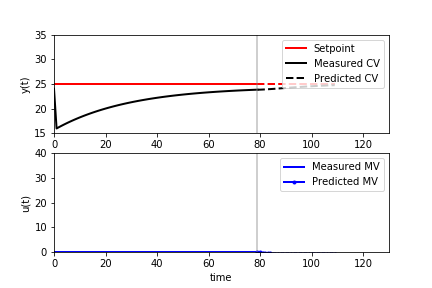 35
30
25
20
15
y(t)
Setpoint
Measured CV
Predicted CV
0 20 40 60 80 100 120
40
30
20
10
0
u(t)
Measured MV
Predicted MV
0 20 40 60 80 100 120
time